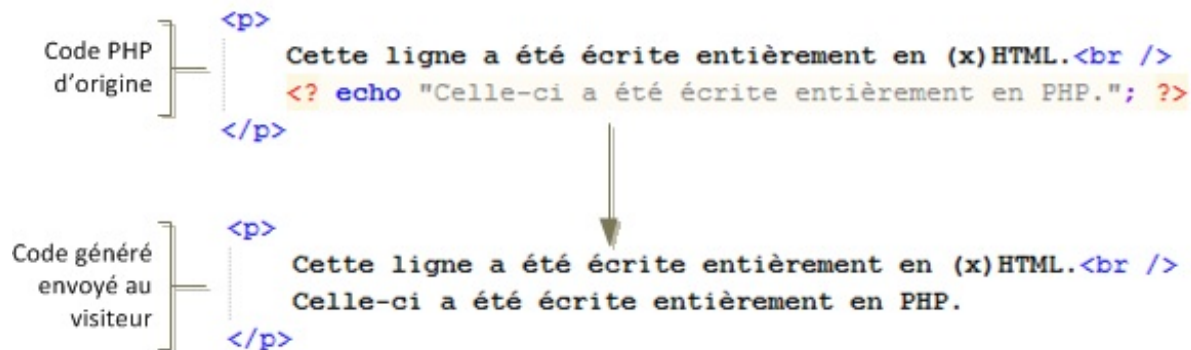 Code PHP
d'origine
<p>
Cette ligne a été écrite entièrement en (x)HTML.<br />
<? echo "Celle-ci a été écrite entièrement en PHP."; ?>
</p>
Code généré
envoyé au
visiteur
<p>
Cette ligne a été écrite entièrement en (x)HTML.<br />
Celle-ci a été écrite entièrement en PHP.
</p>